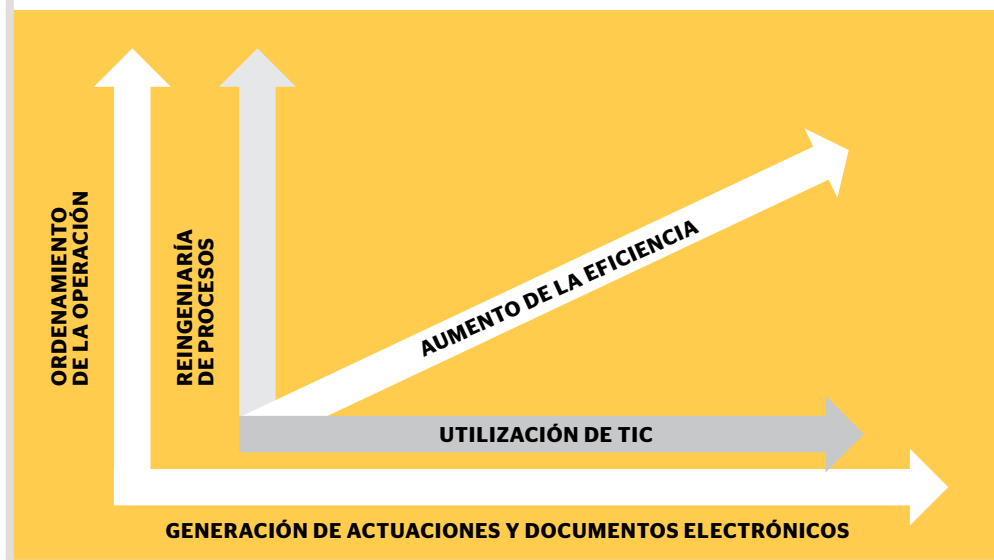 ORDENAMIENTO
DE LA OPERACIÓN
REINGENIARÍA
DE PROCESOS
AUMENTO DE LA EFICIENCIA
UTILIZACIÓN DE TIC
GENERACIÓN DE ACTUACIONES Y DOCUMENTOS ELECTRÓNICOS